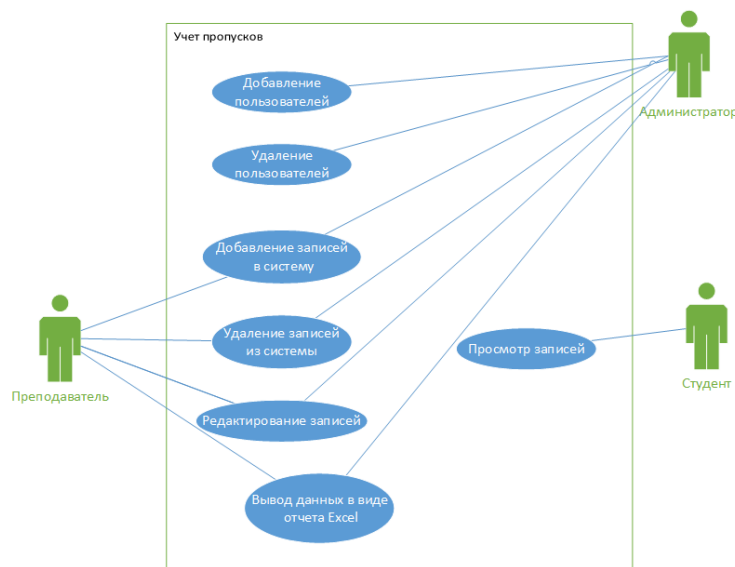 Учет пропусков
Добавление
пользователей
Администратор
Удаление
пользователей
Добавление записей
в систему
Удаление записей
из системы
Просмотр записей
Студент
Преподаватель
Редактирование записей
Вывод данных в виде
отчета Excel